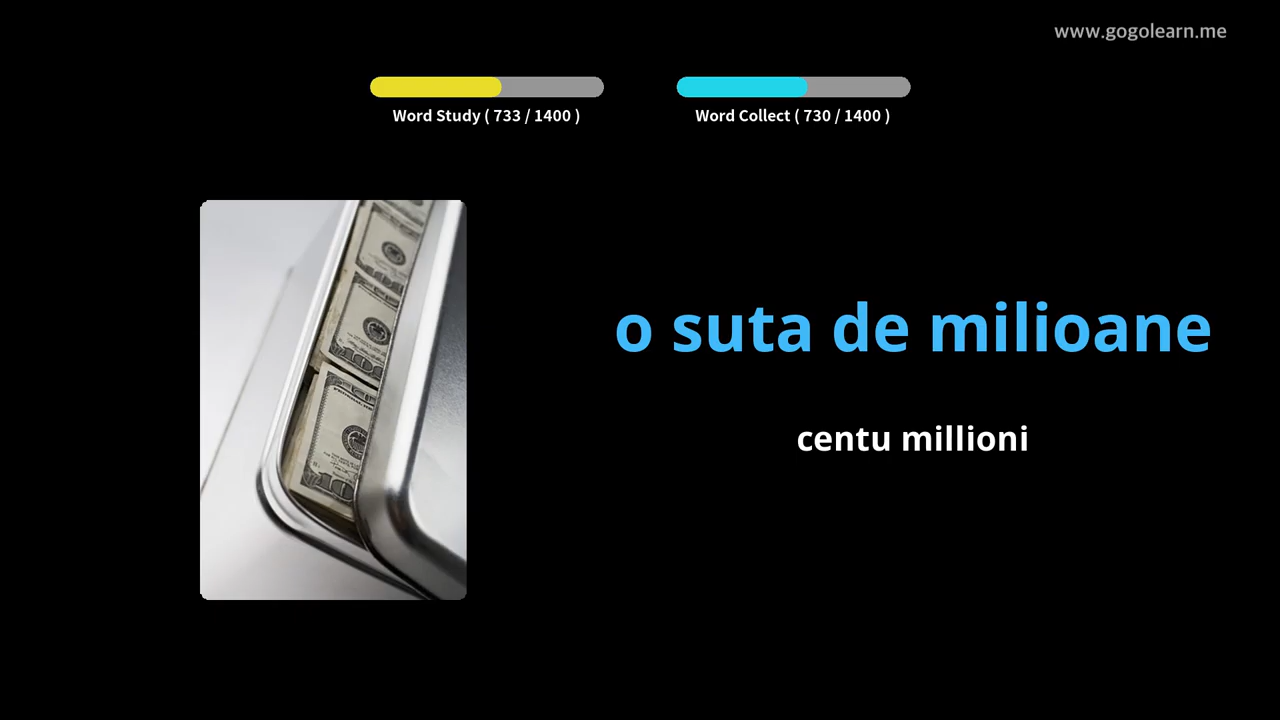 www.gogolearn.me
Word Study ( 733 / 1400 )
Word Collect ( 730 / 1400 )
o suta de milioane
centu millioni